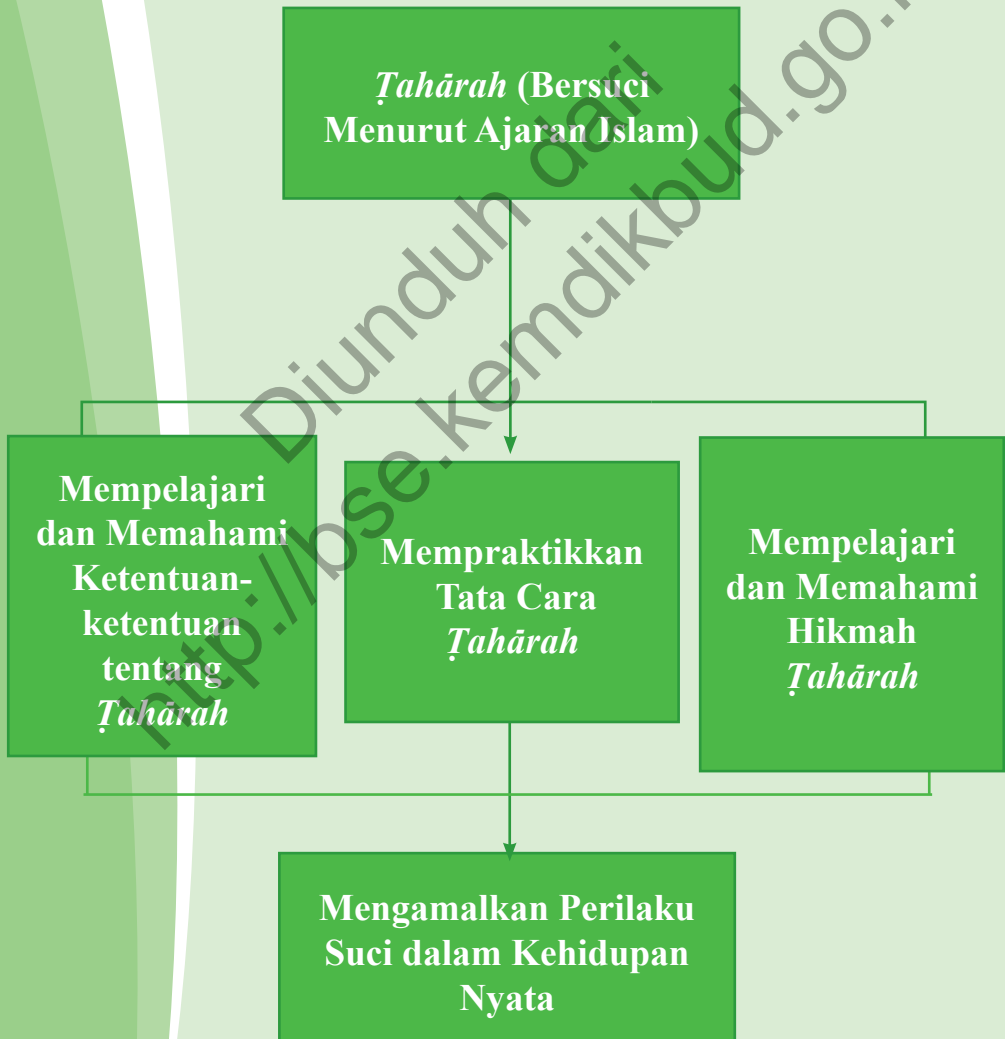 Ṭahārah (Bersuci
Menurut Ajaran Islam)
Mempelajari
dan Memahami
Ketentuan-
ketentuan
tentang
Ṭahārah
Mempraktikkan
Tata Cara
Ṭahārah
Mempelajari
dan Memahami
Hikmah
Ṭahārah
Mengamalkan Perilaku
Suci dalam Kehidupan
Nyata
Diunduh dari
http://bse.kemdikbud.go.